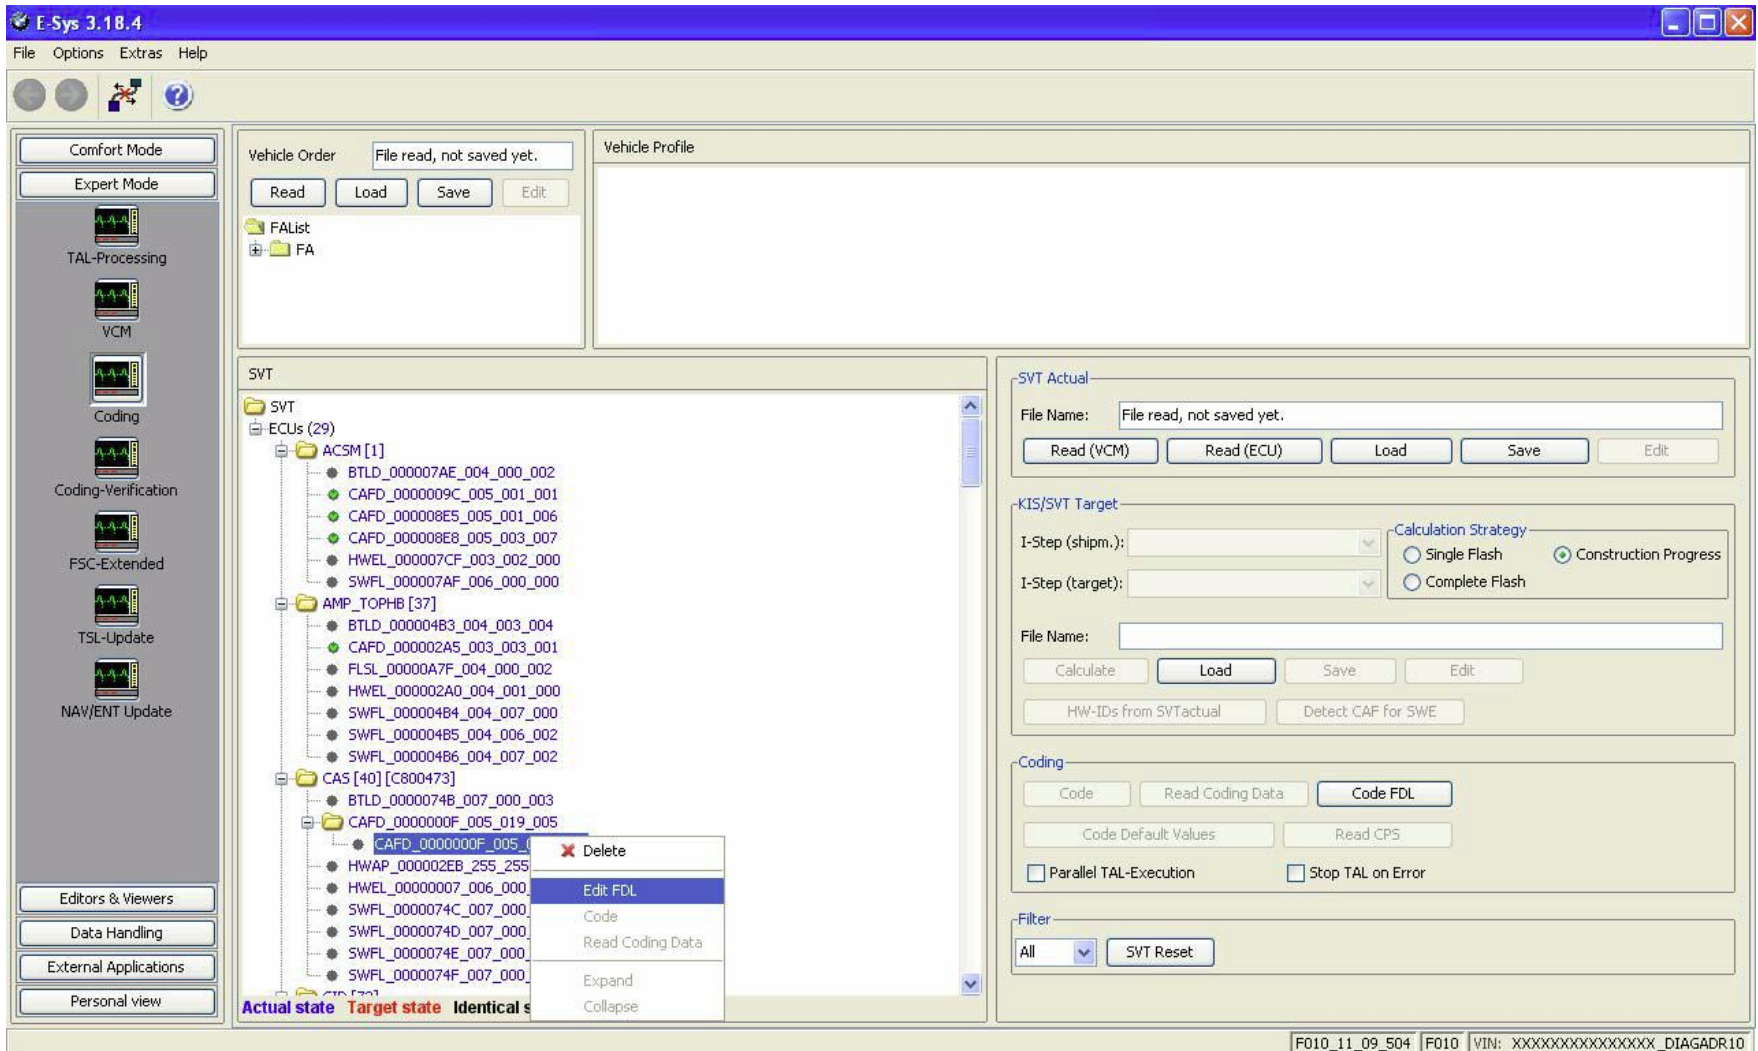 E-Sys 3.18.4
File Options Extras Help
Comfort Mode
Expert Mode
TAL-Processing
VCM
Coding
Coding-Verification
FSC-Extended
TSL-Update
NAV/ENT Update
Editors & Viewers
Data Handling
External Applications
Personal view
Vehicle Order File read, not saved yet.
Read Load Save Edit
FAList
FA
Vehicle Profile
SVT
SVT
ECUs (29)
ACSM [1]
BTLD_000007AE_004_000_002
CAFD_0000009C_005_001_001
CAFD_000008E5_005_001_006
CAFD_000008E8_005_003_007
HWEL_000007CF_003_002_000
SWFL_000007AF_006_000_000
AMP_TOPHB [37]
BTLD_000004B3_004_003_004
CAFD_000002A5_003_003_001
FLSL_00000A7F_004_000_002
HWEL_000002A0_004_001_000
SWFL_000004B4_004_007_000
SWFL_000004B5_004_006_002
SWFL_000004B6_004_007_002
CAS [40] [C800473]
BTLD_0000074B_007_000_003
CAFD_0000000F_005_019_005
CAFD_0000000F_005_
HWAP_000002EB_255_255
HWEL_00000007_006_000_
SWFL_0000074C_007_000_
SWFL_0000074D_007_000_
SWFL_0000074E_007_000_
SWFL_0000074F_007_000_
Delete
Edit FDL
Code
Read Coding Data
Expand
Collapse
Actual state Target state Identical s
SVT Actual
File Name: File read, not saved yet.
Read (VCM) Read (ECU) Load Save Edit
KIS/SVT Target
I-Step (shipm.):
I-Step (target):
Calculation Strategy
Single Flash Construction Progress
Complete Flash
File Name:
Calculate Load Save Edit
HW-IDs from SVTactual Detect CAF for SWE
Coding
Code Read Coding Data Code FDL
Code Default Values Read CPS
Parallel TAL-Execution Stop TAL on Error
Filter
All SVT Reset
F010_11_09_504 F010 VIN: XXXXXXXXXXXXXXX_DIAGADR10